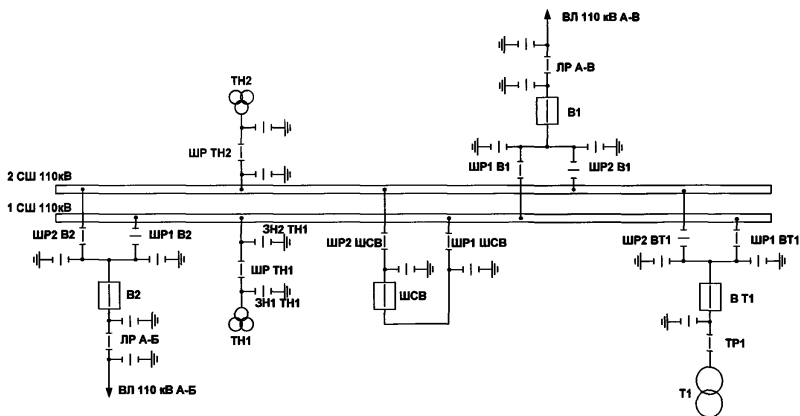 ВЛ 110 кВ А-В
ЛР А-В
ТН2
В1
ШР ТН2
ШР1 В1
ШР2 В1
2 СШ 110кВ
1 СШ 110кВ
ШР2 В2
ШР1 В2
ЗН2 ТН1
ШР2 ШСВ
ШР1 ШСВ
ШР2 ВТ1
ШР1 ВТ1
ШР ТН1
В2
ЗН1 ТН1
ШСВ
В Т1
ЛР А-Б
ТН1
ТР1
ВЛ 110 кВ А-Б
Т1